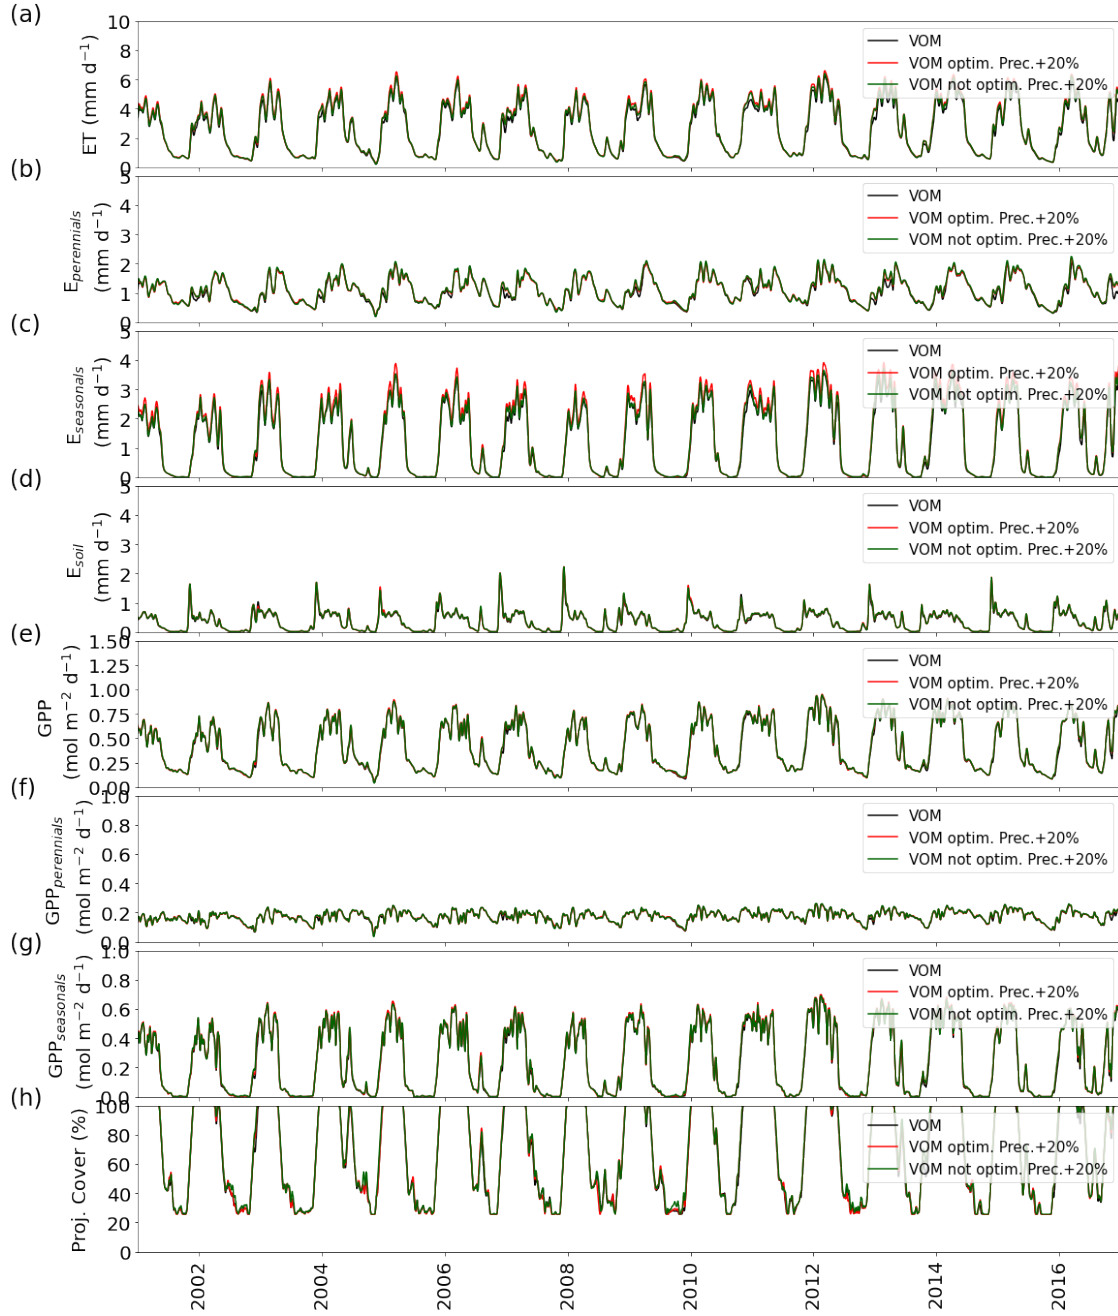 (a)
10
8
6
4
2
0
ET (mm d⁻¹)
VOM
VOM optim. Prec.+20%
VOM not optim. Prec.+20%
(b)
5
4
3
2
1
0
E_perennials
(mm d⁻¹)
VOM
VOM optim. Prec.+20%
VOM not optim. Prec.+20%
(c)
5
4
3
2
1
0
E_seasonals
(mm d⁻¹)
VOM
VOM optim. Prec.+20%
VOM not optim. Prec.+20%
(d)
5
4
3
2
1
0
E_soil
(mm d⁻¹)
VOM
VOM optim. Prec.+20%
VOM not optim. Prec.+20%
(e)
1.50
1.25
1.00
0.75
0.50
0.25
0.00
GPP
(mol m⁻² d⁻¹)
VOM
VOM optim. Prec.+20%
VOM not optim. Prec.+20%
(f)
1.0
0.8
0.6
0.4
0.2
0.0
GPP_perennials
(mol m⁻² d⁻¹)
VOM
VOM optim. Prec.+20%
VOM not optim. Prec.+20%
(g)
1.0
0.8
0.6
0.4
0.2
0.0
GPP_seasonals
(mol m⁻² d⁻¹)
VOM
VOM optim. Prec.+20%
VOM not optim. Prec.+20%
(h)
100
80
60
40
20
0
Proj. Cover (%)
VOM
VOM optim. Prec.+20%
VOM not optim. Prec.+20%
2002
2004
2006
2008
2010
2012
2014
2016